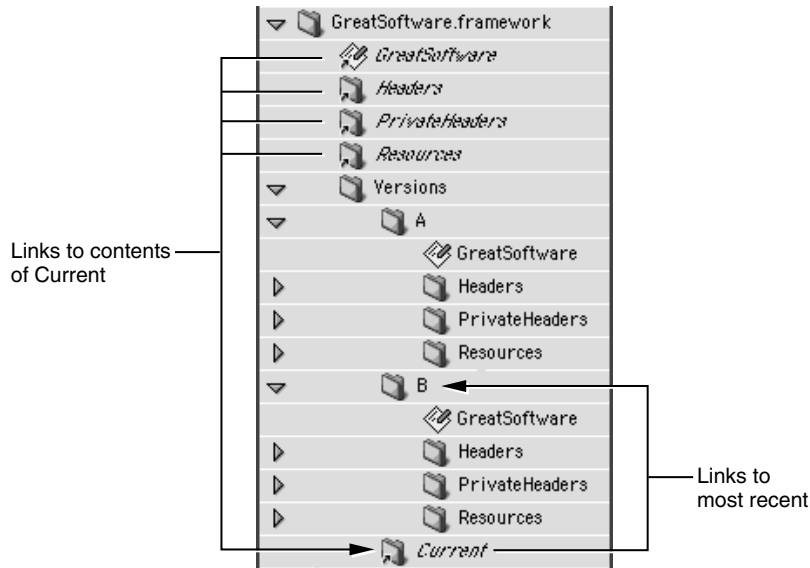 GreatSoftware.framework
GreatSoftware
Headers
PrivateHeaders
Resources
Versions
A
Links to contents
of Current
GreatSoftware
Headers
PrivateHeaders
Resources
B
GreatSoftware
Headers
PrivateHeaders
Links to
most recent
Resources
Current